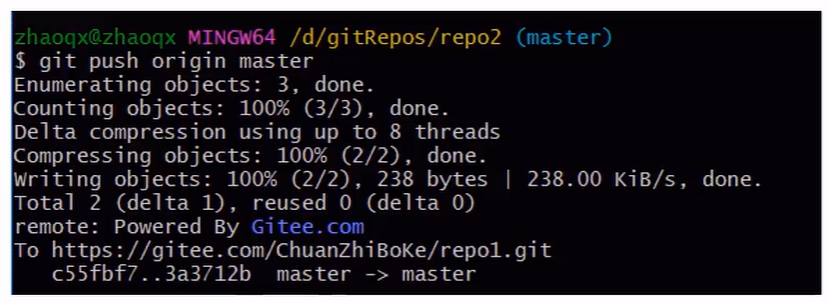 zhaoqx@zhaoqx MINGW64 /d/gitRepos/repo2 (master)
$ git push origin master
Enumerating objects: 3, done.
Counting objects: 100% (3/3), done.
Delta compression using up to 8 threads
Compressing objects: 100% (2/2), done.
Writing objects: 100% (2/2), 238 bytes | 238.00 KiB/s, done.
Total 2 (delta 1), reused 0 (delta 0)
remote: Powered By Gitee.com
To https://gitee.com/ChuanZhiBoKe/repo1.git
   c55fbf7..3a3712b  master -> master